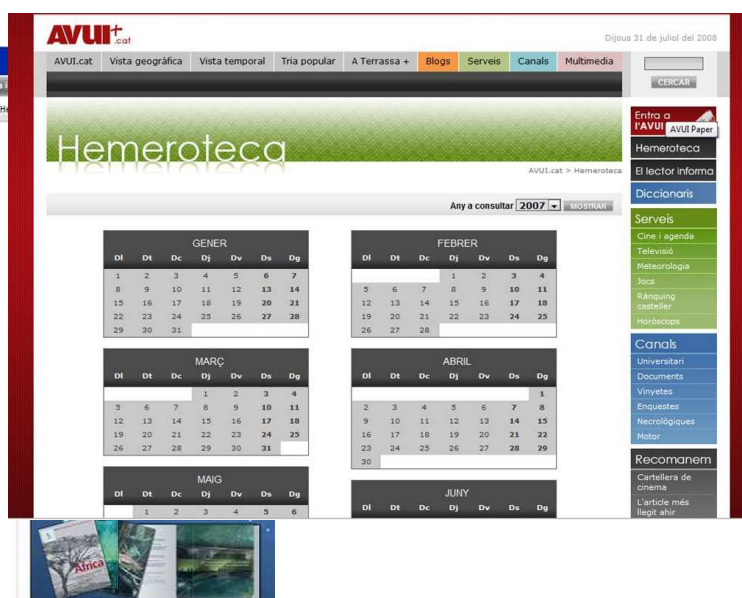 AVUI+.cat
Dijous 31 de juliol del 2008
AVUI.cat Vista geogràfica Vista temporal Tria popular A Terrassa + Blogs Serveis Canals Multimedia
CERCAR
Hemeroteca
AVUI.cat > Hemeroteca
Any a consultar 2007 MOSTRAR
GENER
Dl Dt Dc Dj Dv Ds Dg
1 2 3 4 5 6 7
8 9 10 11 12 13 14
15 16 17 18 19 20 21
22 23 24 25 26 27 28
29 30 31
FEBRER
Dl Dt Dc Dj Dv Ds Dg
1 2 3 4
5 6 7 8 9 10 11
12 13 14 15 16 17 18
19 20 21 22 23 24 25
26 27 28
MARÇ
Dl Dt Dc Dj Dv Ds Dg
1 2 3 4
5 6 7 8 9 10 11
12 13 14 15 16 17 18
19 20 21 22 23 24 25
26 27 28 29 30 31
ABRIL
Dl Dt Dc Dj Dv Ds Dg
1
2 3 4 5 6 7 8
9 10 11 12 13 14 15
16 17 18 19 20 21 22
23 24 25 26 27 28 29
30
MAIG
Dl Dt Dc Dj Dv Ds Dg
1 2 3 4 5 6
JUNY
Dl Dt Dc Dj Dv Ds Dg
Entra a
l'AVUI
AVUI Paper
Hemeroteca
El lector informa
Diccionaris
Serveis
Cine i agenda
Televisió
Meteorologia
Jocs
Rànquing
casteller
Horòscops
Canals
Universitari
Documents
Vinyetes
Enquestes
Necrològiques
Motor
Recomanem
Cartellera de
cinema
L'article més
llegit ahir
5
Àfrica